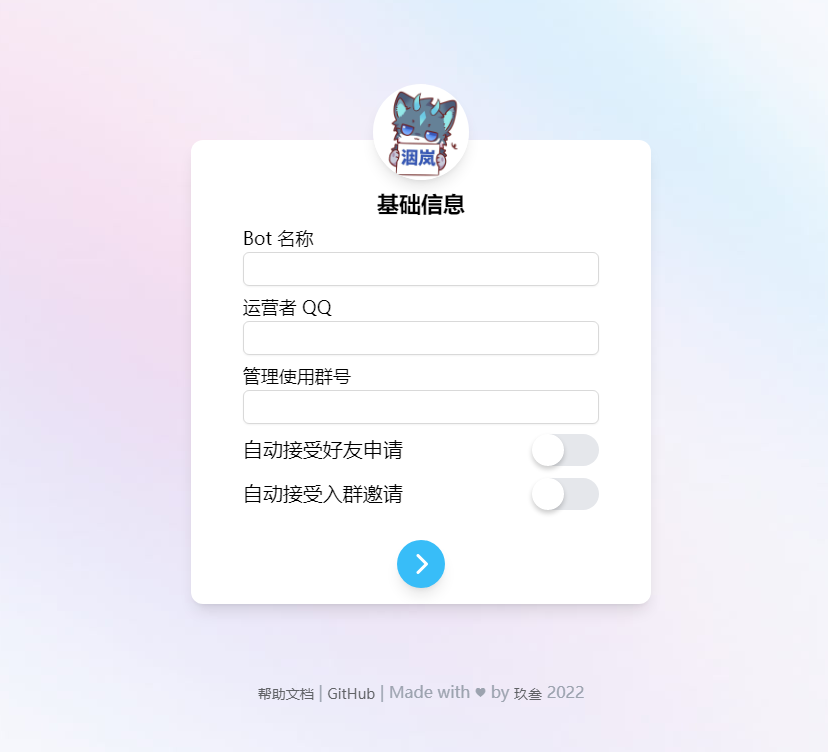 洇岚
基础信息
Bot 名称
运营者 QQ
管理使用群号
自动接受好友申请
自动接受入群邀请
帮助文档 | GitHub | Made with ♥ by 玖叁 2022